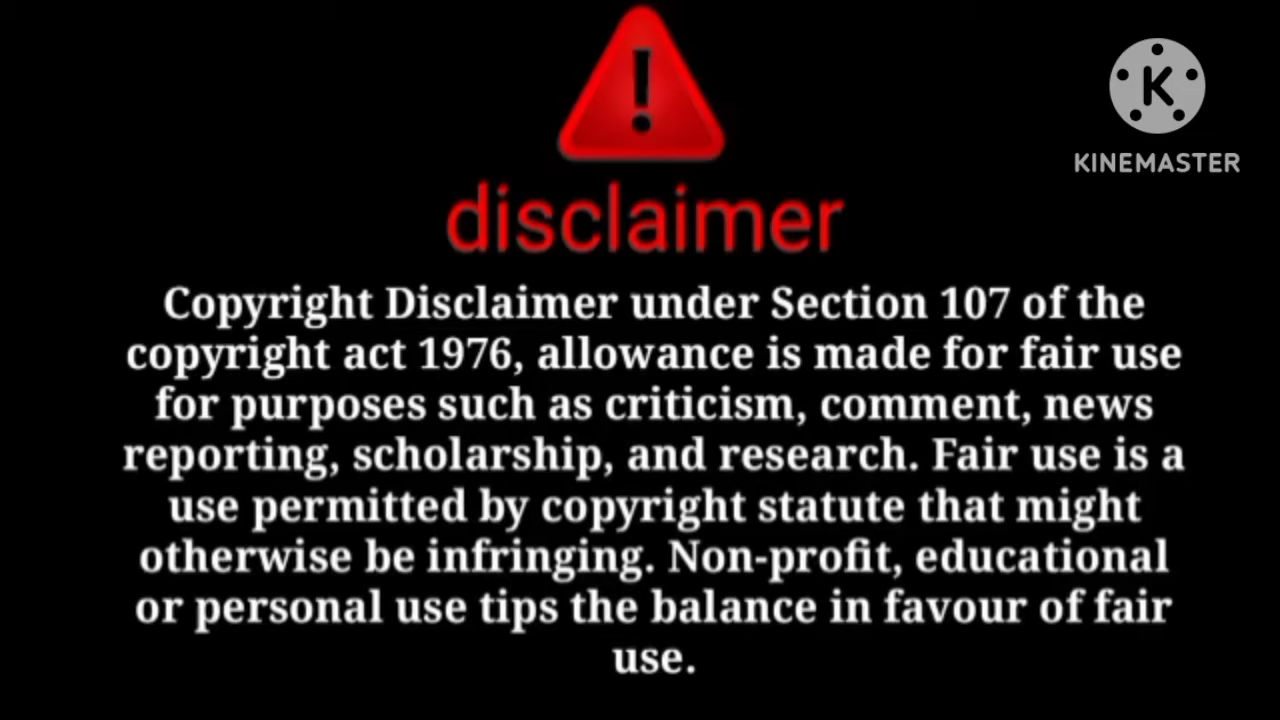 !
K
KINEMASTER
disclaimer
Copyright Disclaimer under Section 107 of the
copyright act 1976, allowance is made for fair use
for purposes such as criticism, comment, news
reporting, scholarship, and research. Fair use is a
use permitted by copyright statute that might
otherwise be infringing. Non-profit, educational
or personal use tips the balance in favour of fair
use.